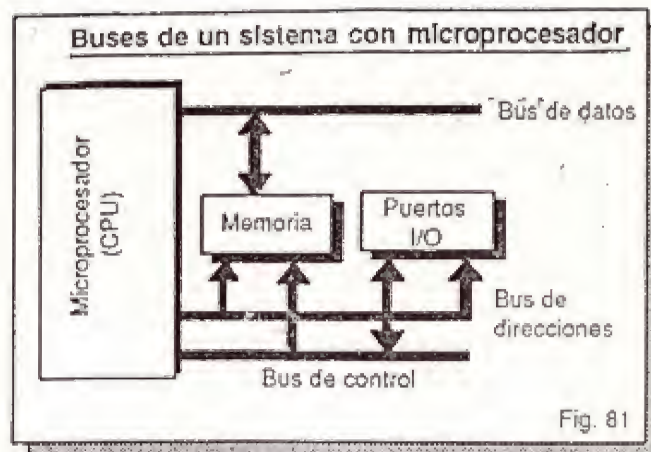 Buses de un sistema con microprocesador
"Bus" de datos
Microprocesador
(CPU)
Memoria
Puertos
I/O
Bus de
direcciones
Bus de control
Fig. 81